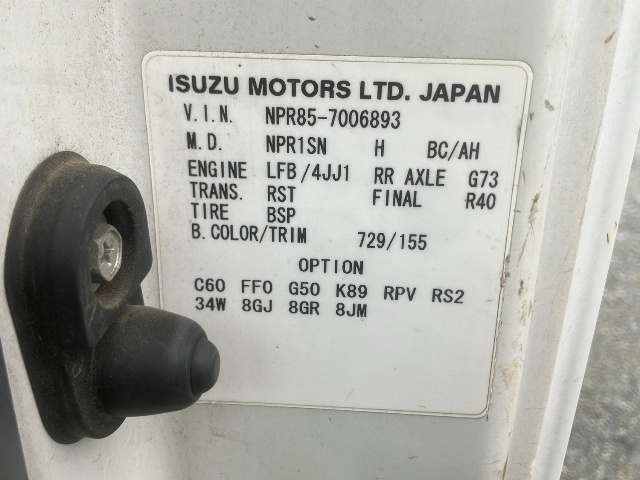 ISUZU MOTORS LTD. JAPAN
V.I.N. NPR85-7006893
M.D. NPR1SN H BC/AH
ENGINE LFB/4JJ1 RR AXLE G73
TRANS. RST FINAL R40
TIRE BSP
B.COLOR/TRIM 729/155
OPTION
C60 FF0 G50 K89 RPV RS2
34W 8GJ 8GR 8JM